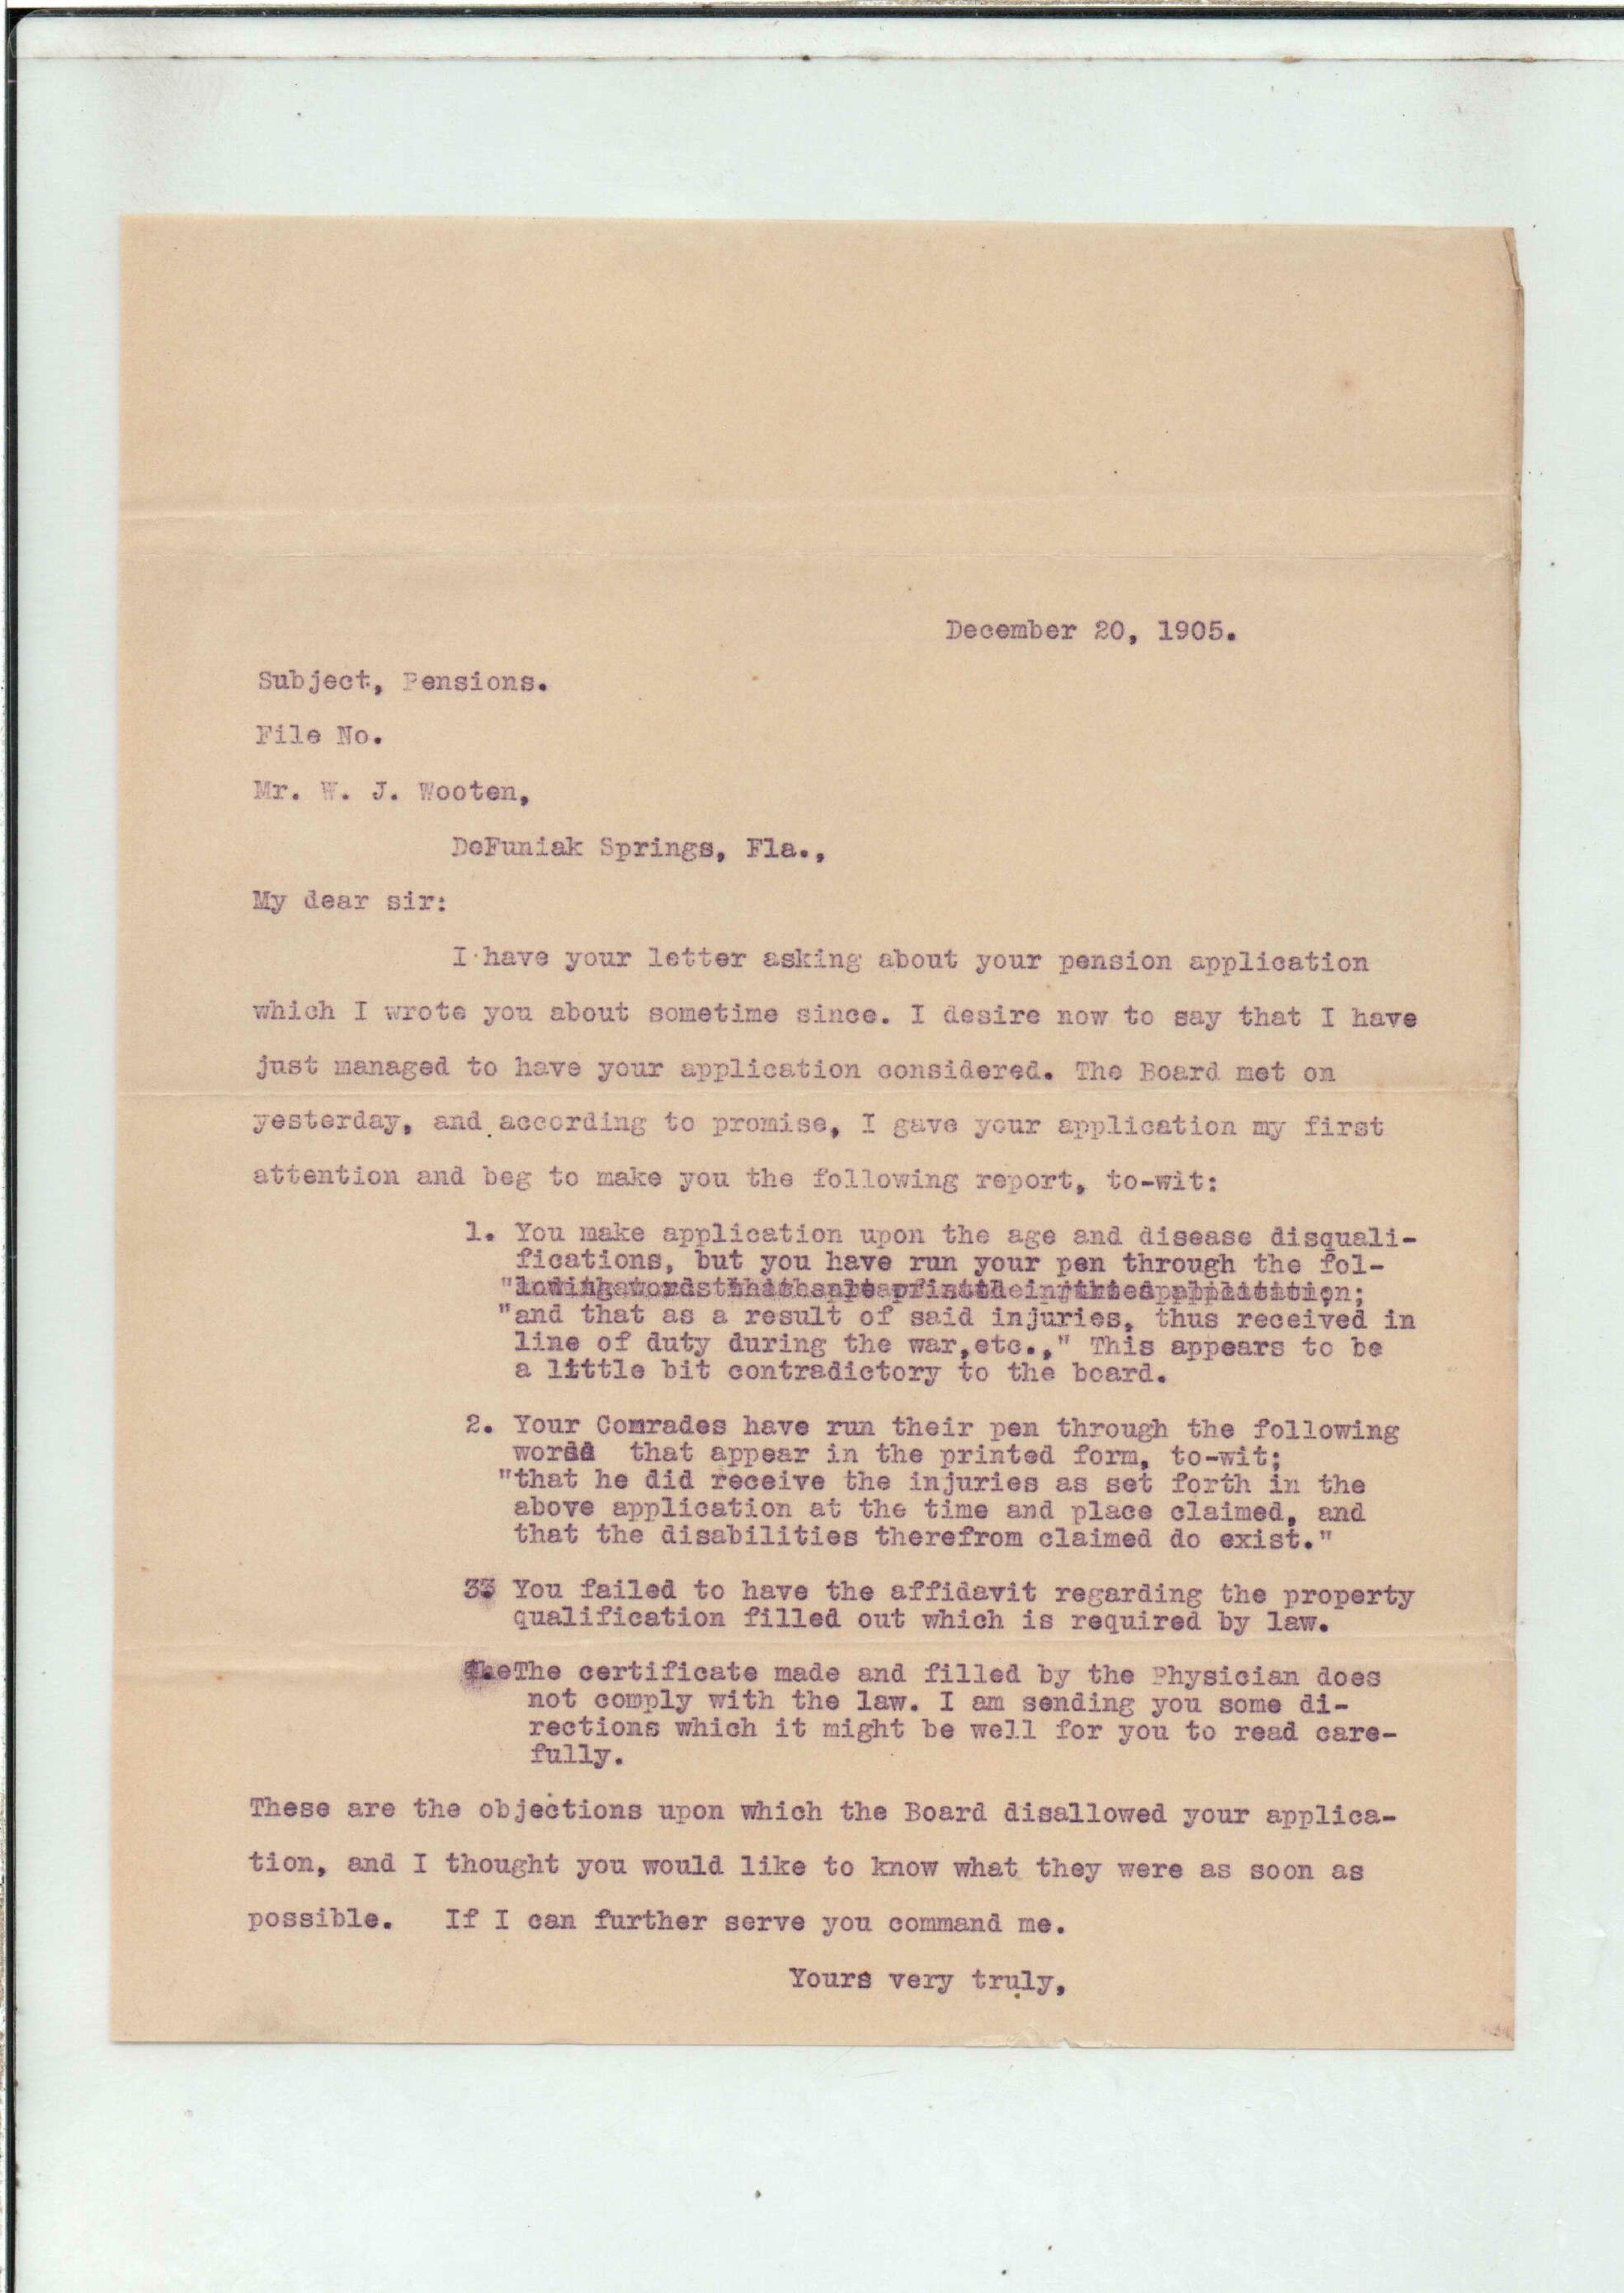 December 20, 1905.
Subject, Pensions.
File No.
Mr. W. J. Wooten,
DeFuniak Springs, Fla.,
My dear sir:
I have your letter asking about your pension application
which I wrote you about sometime since. I desire now to say that I have
just managed to have your application considered. The Board met on
yesterday, and according to promise, I gave your application my first
attention and beg to make you the following report, to-wit:
1. You make application upon the age and disease disquali-
fications, but you have run your pen through the fol-
"and that as a result of said injuries, thus received in
line of duty during the war,etc.," This appears to be
a little bit contradictory to the board.
2. Your Comrades have run their pen through the following
that appear in the printed form, to-wit;
"that he did receive the injuries as set forth in the
above application at the time and place claimed, and
that the disabilities therefrom claimed do exist."
33 You failed to have the affidavit regarding the property
qualification filled out which is required by law.
The certificate made and filled by the Physician does
not comply with the law. I am sending you some di-
rections which it might be well for you to read care-
fully.
These are the objections upon which the Board disallowed your applica-
tion, and I thought you would like to know what they were as soon as
possible. If I can further serve you command me.
Yours very truly,